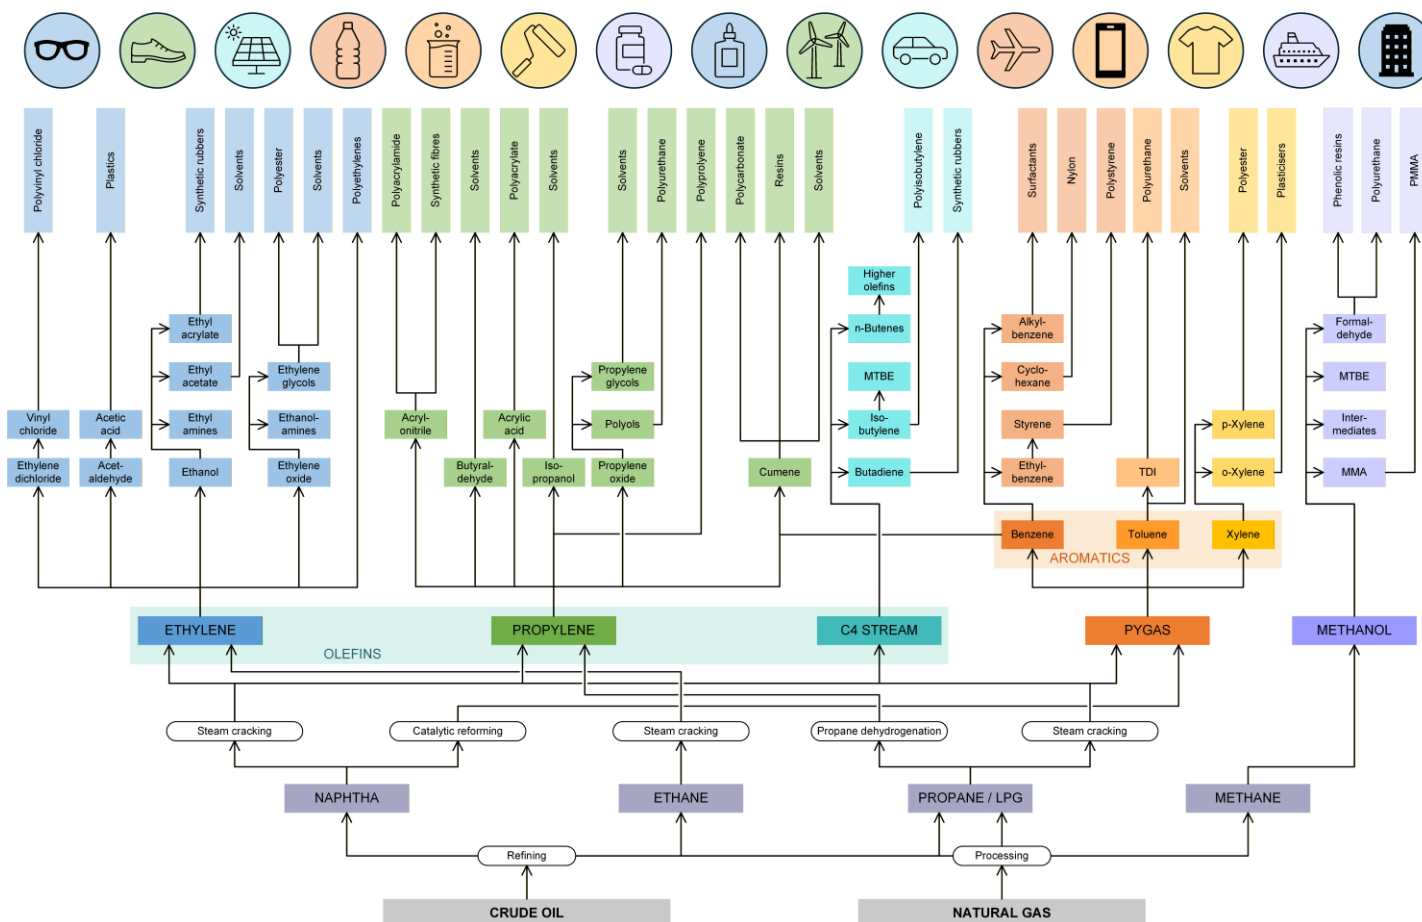 Polyvinyl chloride
Plastics
Synthetic rubbers
Solvents
Polyester
Solvents
Polyethylenes
Polyacrylamide
Synthetic fibres
Solvents
Polyacrylate
Solvents
Solvents
Polyurethane
Polyprolyene
Polycarbonate
Resins
Solvents
Polyisobutylene
Synthetic rubbers
Surfactants
Nylon
Polystyrene
Polyurethane
Solvents
Polyester
Plasticisers
Phenolic resins
Polyurethane
PMMA
Higher
olefins
Ethyl
acrylate
n-Butenes
Alkyl-
benzene
Formal-
dehyde
Ethyl
acetate
Ethylene
glycols
Propylene
glycols
MTBE
Cyclo-
hexane
MTBE
Vinyl
chloride
Acetic
acid
Ethyl
amines
Ethanol-
amines
Acryl-
onitrile
Acrylic
acid
Polyols
Iso-
butylene
Styrene
p-Xylene
Inter-
mediates
Ethylene
dichloride
Acet-
aldehyde
Ethanol
Ethylene
oxide
Butyral-
dehyde
Iso-
propanol
Propylene
oxide
Cumene
Butadiene
Ethyl-
benzene
TDI
o-Xylene
MMA
Benzene
Toluene
Xylene
AROMATICS
ETHYLENE
PROPYLENE
C4 STREAM
PYGAS
METHANOL
OLEFINS
Steam cracking
Catalytic reforming
Steam cracking
Propane dehydrogenation
Steam cracking
NAPHTHA
ETHANE
PROPANE / LPG
METHANE
Refining
Processing
CRUDE OIL
NATURAL GAS